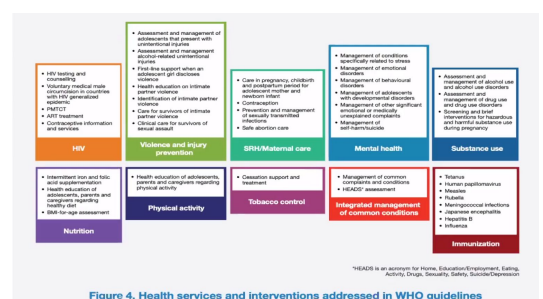 • HIV testing and
counselling
• Voluntary medical male
circumcision in countries
with HIV generalized
epidemic
• PMTCT
• ART treatment
• Contraceptive information
and services
HIV
• Assessment and management of
adolescents that present with
unintentional injuries
• Assessment and management
alcohol-related unintentional
injuries
• First-line support when an
adolescent girl discloses
violence
• Health education on intimate
partner violence
• Identification of intimate partner
violence
• Care for survivors of intimate
partner violence
• Clinical care for survivors of
sexual assault
Violence and injury
prevention
• Care in pregnancy, childbirth
and postpartum period for
adolescent mother and
newborn infant
• Contraception
• Prevention and management
of sexually transmitted
infections
• Safe abortion care
SRH/Maternal care
• Management of conditions
specifically related to stress
• Management of emotional
disorders
• Management of behavioural
disorders
• Management of adolescents
with developmental disorders
• Management of other significant
emotional or medically
unexplained complaints
• Management of
self-harm/suicide
Mental health
• Assessment and
management of alcohol use
and alcohol use disorders
• Assessment and
management of drug use
and drug use disorders
• Screening and brief
interventions for hazardous
and harmful substance use
during pregnancy
Substance use
• Intermittent iron and folic
acid supplementation
• Health education of
adolescents, parents and
caregivers regarding
healthy diet
• BMI-for-age assessment
Nutrition
• Health education of adolescents,
parents and caregivers regarding
physical activity
Physical activity
• Cessation support and
treatment
Tobacco control
• Management of common
complaints and conditions
• HEADS* assessment
Integrated management
of common conditions
• Tetanus
• Human papillomavirus
• Measles
• Rubella
• Meningococcal infections
• Japanese encephalitis
• Hepatitis B
• Influenza
Immunization
*HEADS is an acronym for Home, Education/Employment, Eating,
Activity, Drugs, Sexuality, Safety, Suicide/Depression
Figure 4. Health services and interventions addressed in WHO guidelines